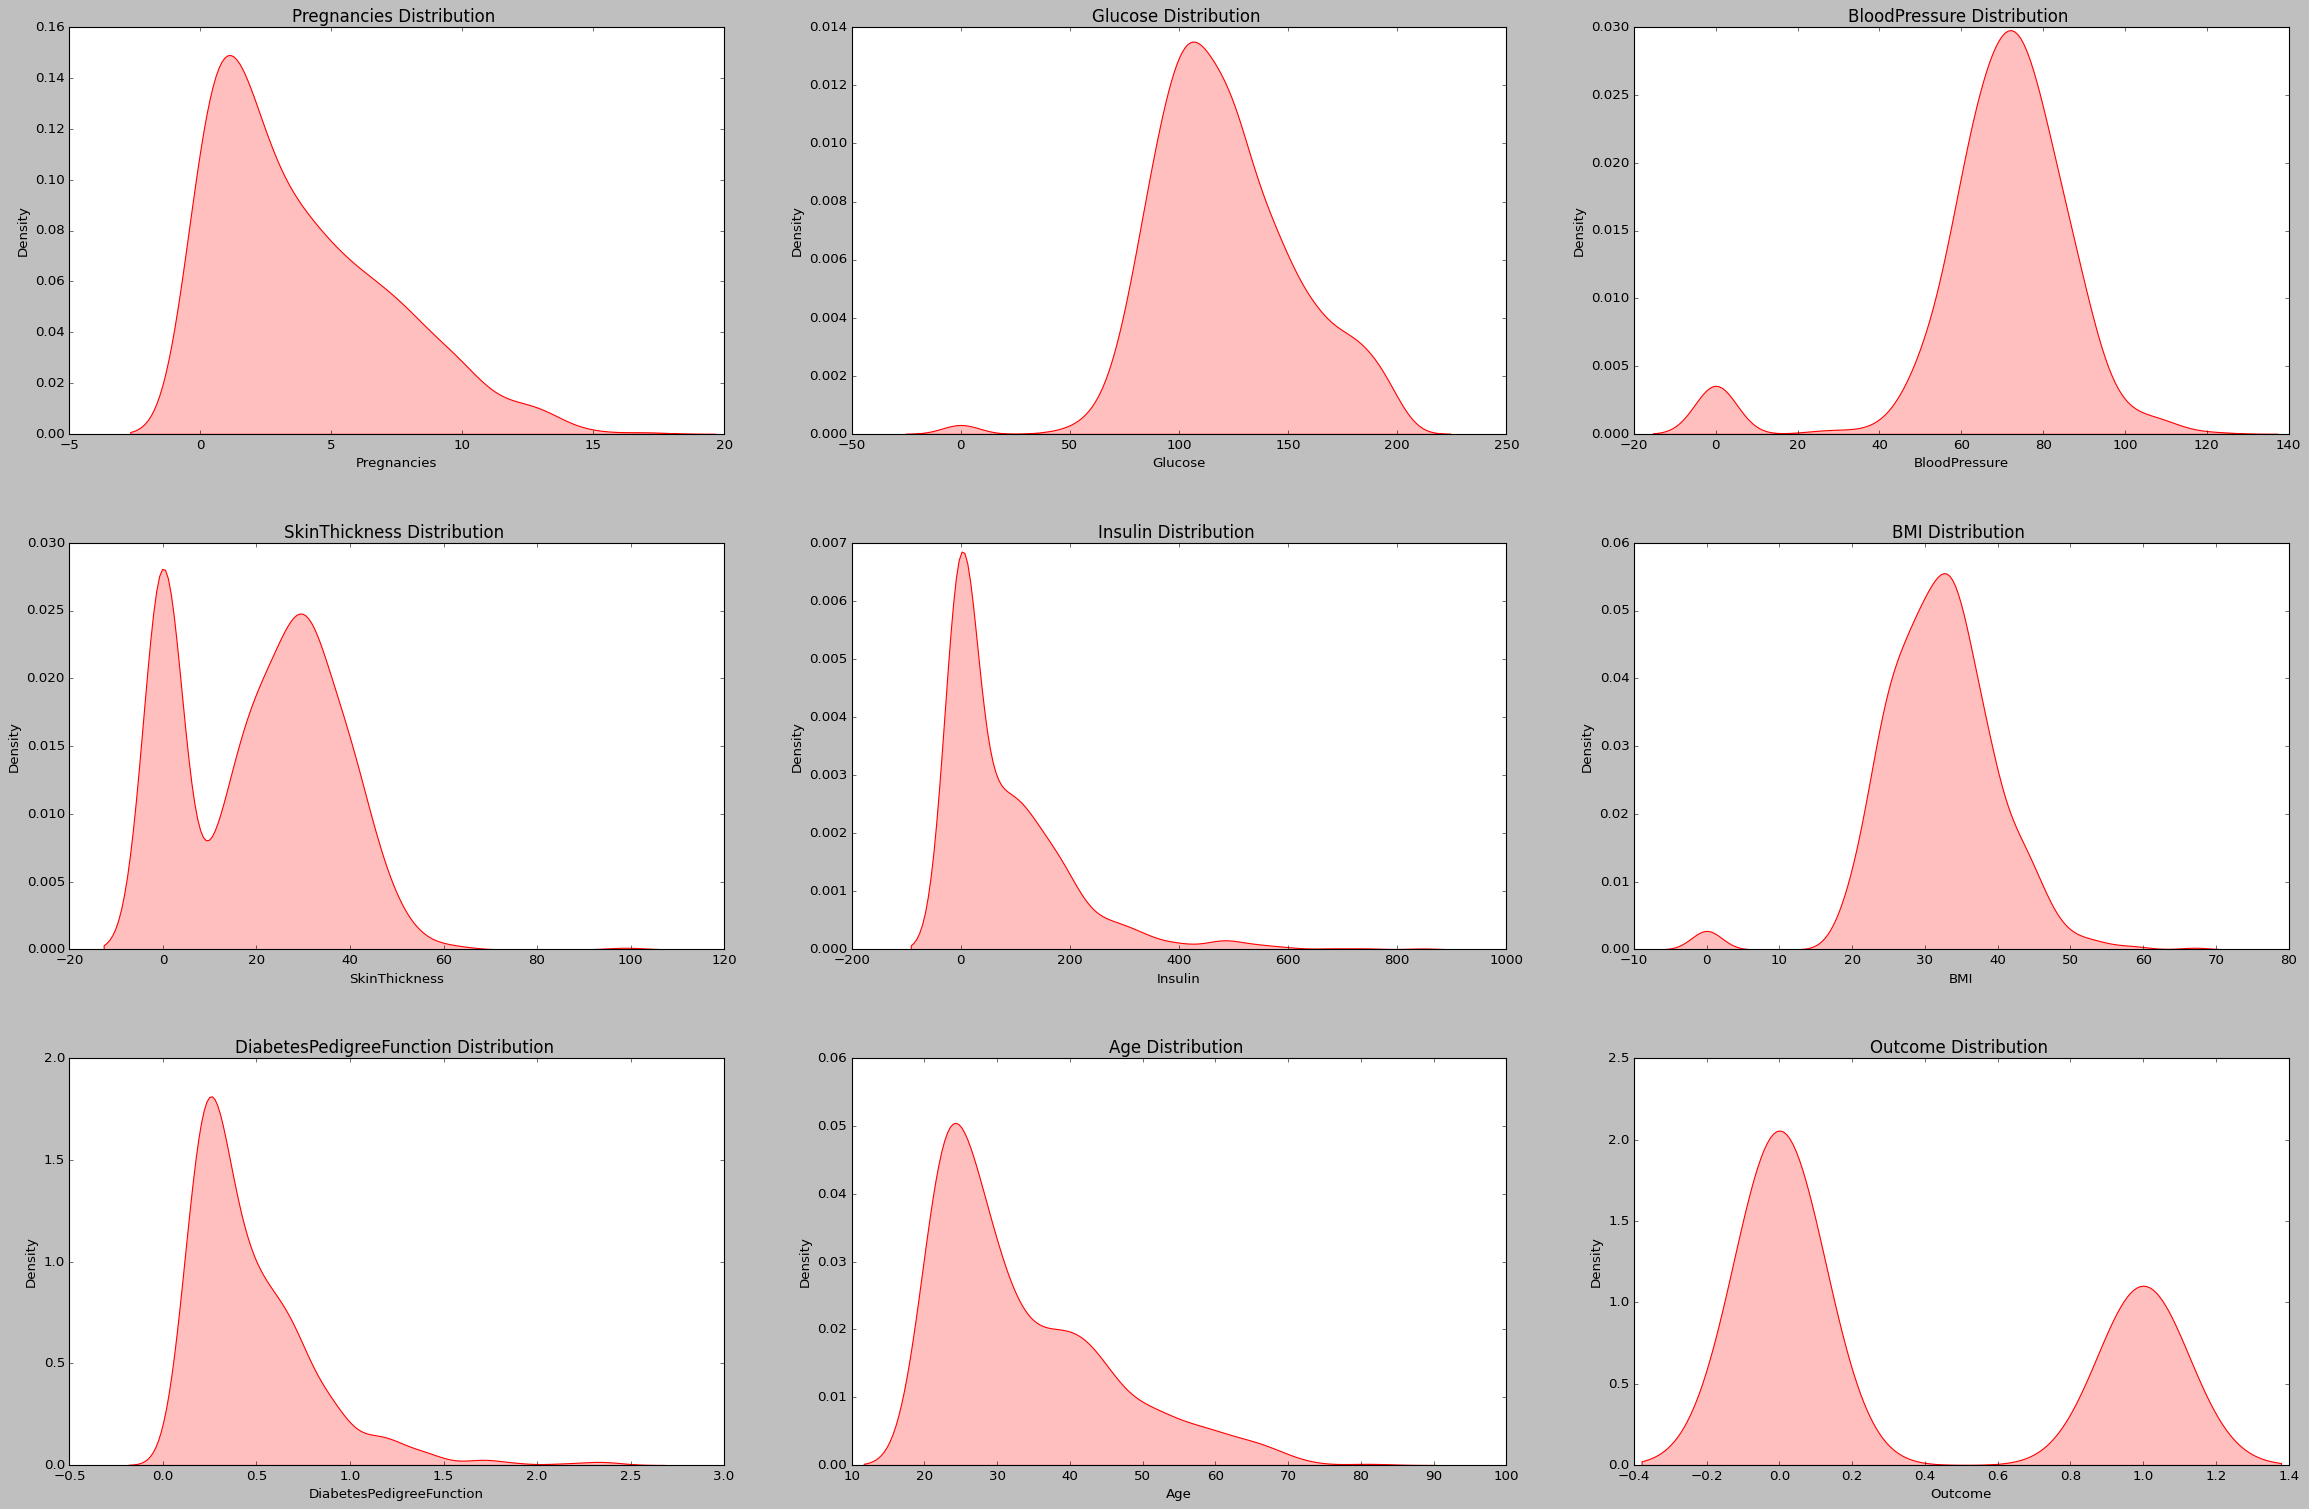 Pregnancies Distribution
0.16
0.14
0.12
0.10
0.08
0.06
0.04
0.02
0.00
Density
−5 0 5 10 15 20
Pregnancies
Glucose Distribution
0.014
0.012
0.010
0.008
0.006
0.004
0.002
0.000
Density
−50 0 50 100 150 200 250
Glucose
BloodPressure Distribution
0.030
0.025
0.020
0.015
0.010
0.005
0.000
Density
−20 0 20 40 60 80 100 120 140
BloodPressure
SkinThickness Distribution
0.030
0.025
0.020
0.015
0.010
0.005
0.000
Density
−20 0 20 40 60 80 100 120
SkinThickness
Insulin Distribution
0.007
0.006
0.005
0.004
0.003
0.002
0.001
0.000
Density
−200 0 200 400 600 800 1000
Insulin
BMI Distribution
0.06
0.05
0.04
0.03
0.02
0.01
0.00
Density
−10 0 10 20 30 40 50 60 70 80
BMI
DiabetesPedigreeFunction Distribution
2.0
1.5
1.0
0.5
0.0
Density
−0.5 0.0 0.5 1.0 1.5 2.0 2.5 3.0
DiabetesPedigreeFunction
Age Distribution
0.06
0.05
0.04
0.03
0.02
0.01
0.00
Density
10 20 30 40 50 60 70 80 90 100
Age
Outcome Distribution
2.5
2.0
1.5
1.0
0.5
0.0
Density
−0.4 −0.2 0.0 0.2 0.4 0.6 0.8 1.0 1.2 1.4
Outcome